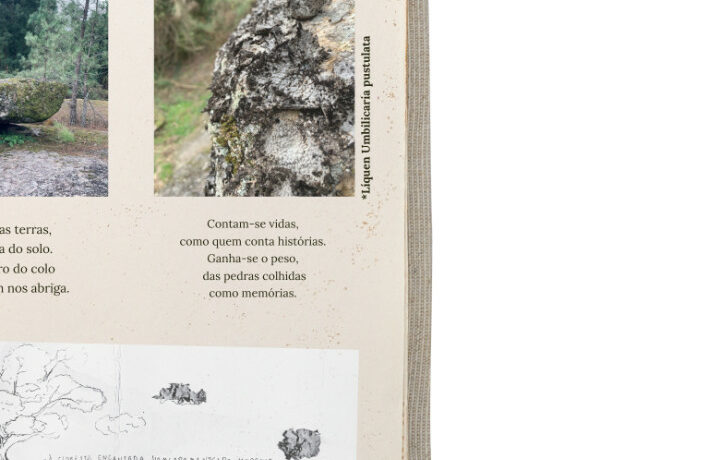 *Líquen Umbilicaria pustulata
as terras,
a do solo.
ro do colo
nos abriga.
Contam-se vidas,
como quem conta histórias.
Ganha-se o peso,
das pedras colhidas
como memórias.